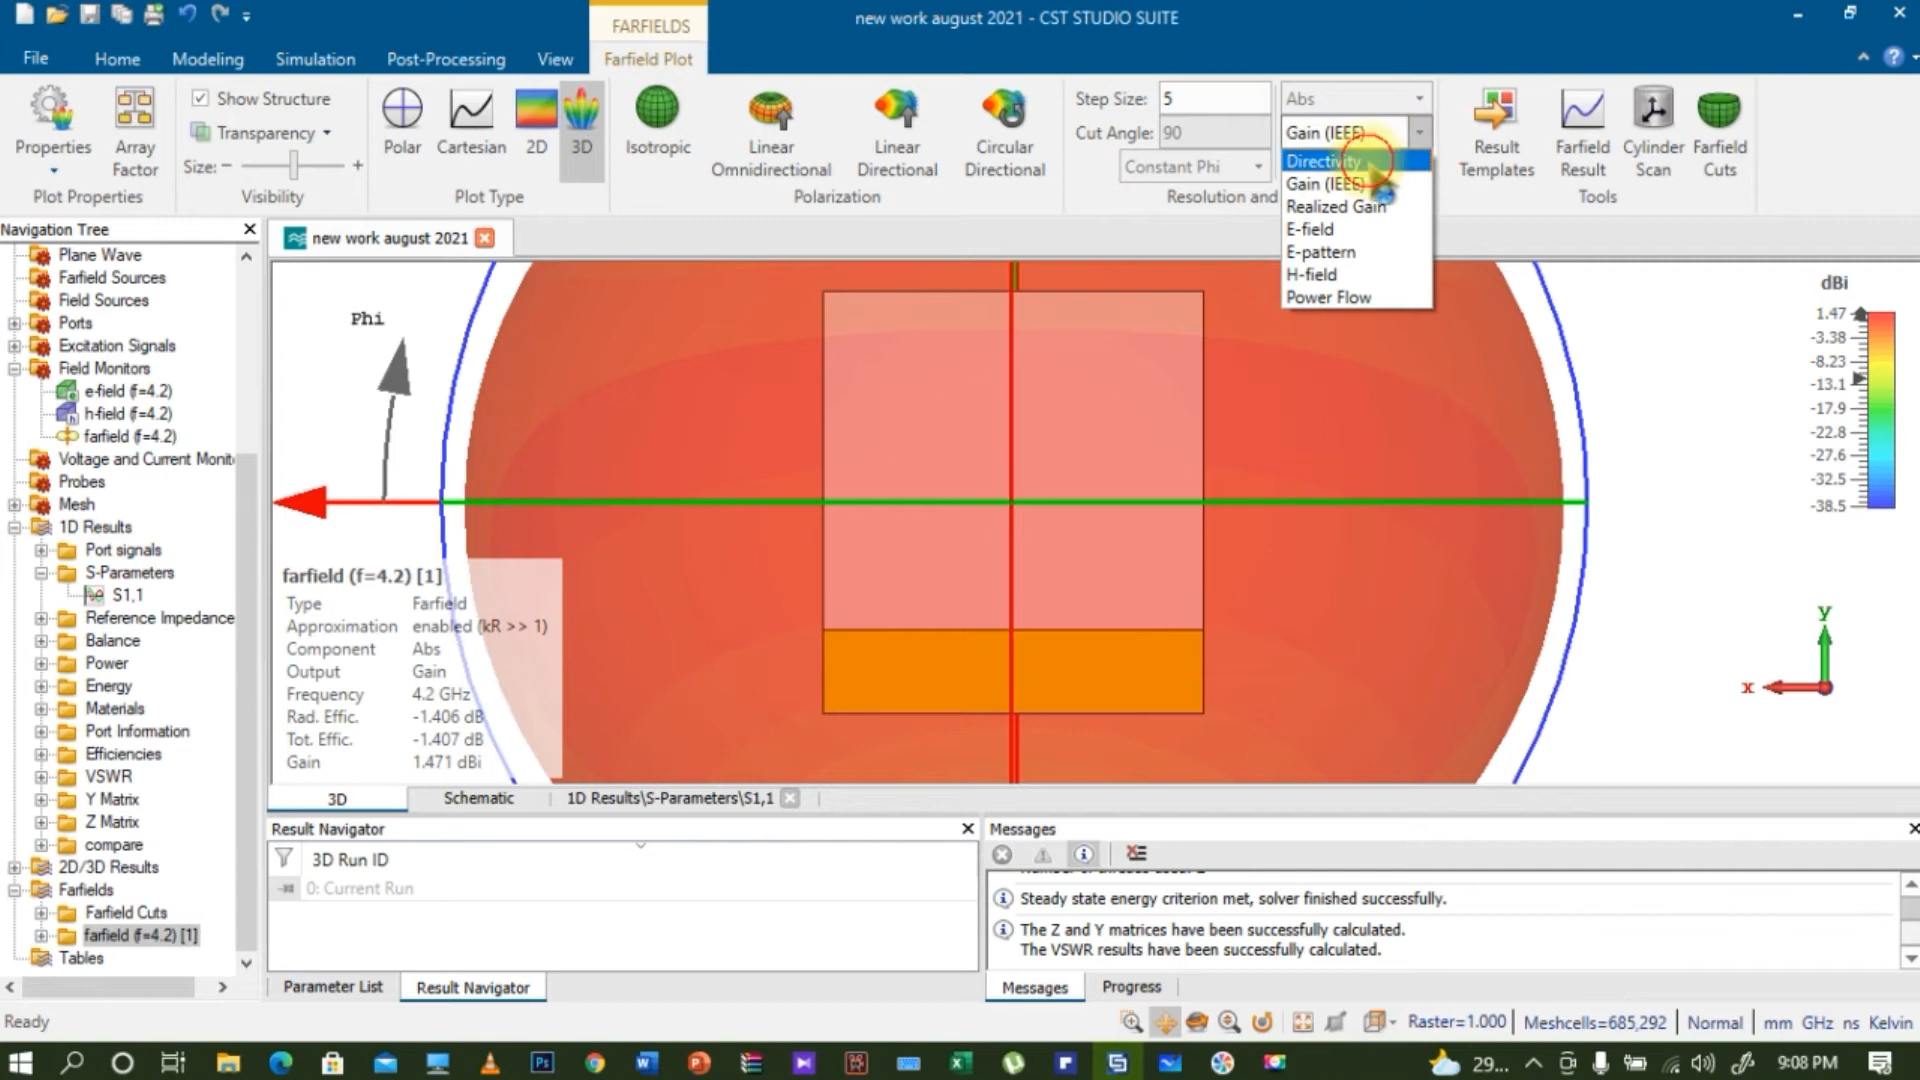 FARFIELDS
new work august 2021 - CST STUDIO SUITE
File
Home
Modeling
Simulation
Post-Processing
View
Farfield Plot
Properties
Array Factor
Plot Properties
Show Structure
Transparency
Size:
Visibility
Polar
Cartesian
2D
3D
Plot Type
Isotropic
Linear Omnidirectional
Linear Directional
Circular Directional
Polarization
Step Size: 5
Cut Angle: 90
Constant Phi
Resolution and
Abs
Gain (IEEE)
Directivity
Gain (IEEE)
Realized Gain
E-field
E-pattern
H-field
Power Flow
Result Templates
Farfield Result
Cylinder Scan
Farfield Cuts
Tools
Navigation Tree
Plane Wave
Farfield Sources
Field Sources
Ports
Excitation Signals
Field Monitors
e-field (f=4.2)
h-field (f=4.2)
farfield (f=4.2)
Voltage and Current Monit
Probes
Mesh
1D Results
Port signals
S-Parameters
S1,1
Reference Impedance
Balance
Power
Energy
Materials
Port Information
Efficiencies
VSWR
Y Matrix
Z Matrix
compare
2D/3D Results
Farfields
Farfield Cuts
farfield (f=4.2) [1]
Tables
new work august 2021
Phi
dBi
1.47
-3.38
-8.23
-13.1
-17.9
-22.8
-27.6
-32.5
-38.5
y
x
farfield (f=4.2) [1]
Type Farfield
Approximation enabled (kR >> 1)
Component Abs
Output Gain
Frequency 4.2 GHz
Rad. Effic. -1.406 dB
Tot. Effic. -1.407 dB
Gain 1.471 dBi
3D
Schematic
1D Results\S-Parameters\S1,1
Result Navigator
3D Run ID
0: Current Run
Parameter List
Result Navigator
Messages
Steady state energy criterion met, solver finished successfully.
The Z and Y matrices have been successfully calculated.
The VSWR results have been successfully calculated.
Messages
Progress
Ready
Raster=1.000
Meshcells=685,292
Normal
mm GHz ns Kelvin
29...
9:08 PM